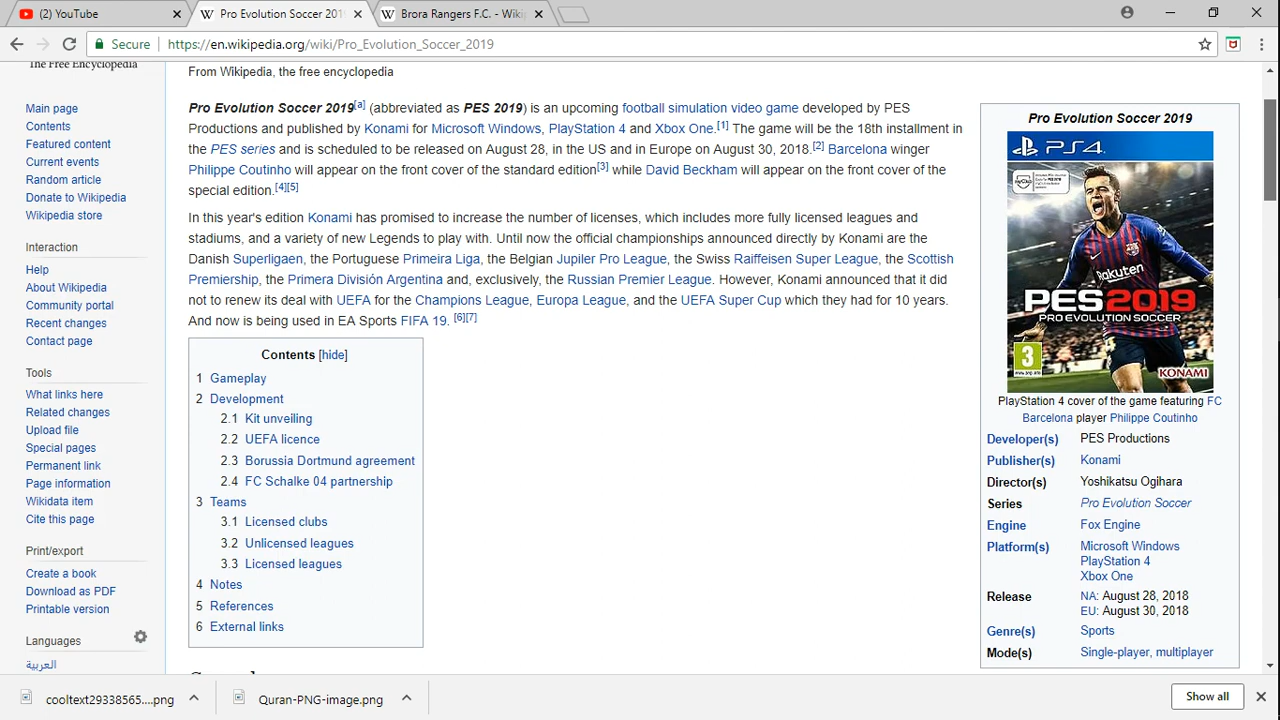 (2) YouTube
Pro Evolution Soccer 201
Brora Rangers F.C. - Wiki
Secure
https://en.wikipedia.org/wiki/Pro_Evolution_Soccer_2019
The Free Encyclopedia
Main page
Contents
Featured content
Current events
Random article
Donate to Wikipedia
Wikipedia store
Interaction
Help
About Wikipedia
Community portal
Recent changes
Contact page
Tools
What links here
Related changes
Upload file
Special pages
Permanent link
Page information
Wikidata item
Cite this page
Print/export
Create a book
Download as PDF
Printable version
Languages
العربية
From Wikipedia, the free encyclopedia
Pro Evolution Soccer 2019[a] (abbreviated as PES 2019) is an upcoming football simulation video game developed by PES
Productions and published by Konami for Microsoft Windows, PlayStation 4 and Xbox One.[1] The game will be the 18th installment in
the PES series and is scheduled to be released on August 28, in the US and in Europe on August 30, 2018.[2] Barcelona winger
Philippe Coutinho will appear on the front cover of the standard edition[3] while David Beckham will appear on the front cover of the
special edition.[4][5]
In this year's edition Konami has promised to increase the number of licenses, which includes more fully licensed leagues and
stadiums, and a variety of new Legends to play with. Until now the official championships announced directly by Konami are the
Danish Superligaen, the Portuguese Primeira Liga, the Belgian Jupiler Pro League, the Swiss Raiffeisen Super League, the Scottish
Premiership, the Primera División Argentina and, exclusively, the Russian Premier League. However, Konami announced that it did
not to renew its deal with UEFA for the Champions League, Europa League, and the UEFA Super Cup which they had for 10 years.
And now is being used in EA Spots FIFA 19. [6][7]
Contents [hide]
1 Gameplay
2 Development
2.1 Kit unveiling
2.2 UEFA licence
2.3 Borussia Dortmund agreement
2.4 FC Schalke 04 partnership
3 Teams
3.1 Licensed clubs
3.2 Unlicensed leagues
3.3 Licensed leagues
4 Notes
5 References
6 External links
Pro Evolution Soccer 2019
PS4
Rakuten
PES2019
PRO EVOLUTION SOCCER
3
KONAMI
PlayStation 4 cover of the game featuring FC
Barcelona player Philippe Coutinho
Developer(s) PES Productions
Publisher(s) Konami
Director(s) Yoshikatsu Ogihara
Series Pro Evolution Soccer
Engine Fox Engine
Platform(s) Microsoft Windows
PlayStation 4
Xbox One
Release NA: August 28, 2018
EU: August 30, 2018
Genre(s) Sports
Mode(s) Single-player, multiplayer
cooltext29338565....png
Quran-PNG-image.png
Show all